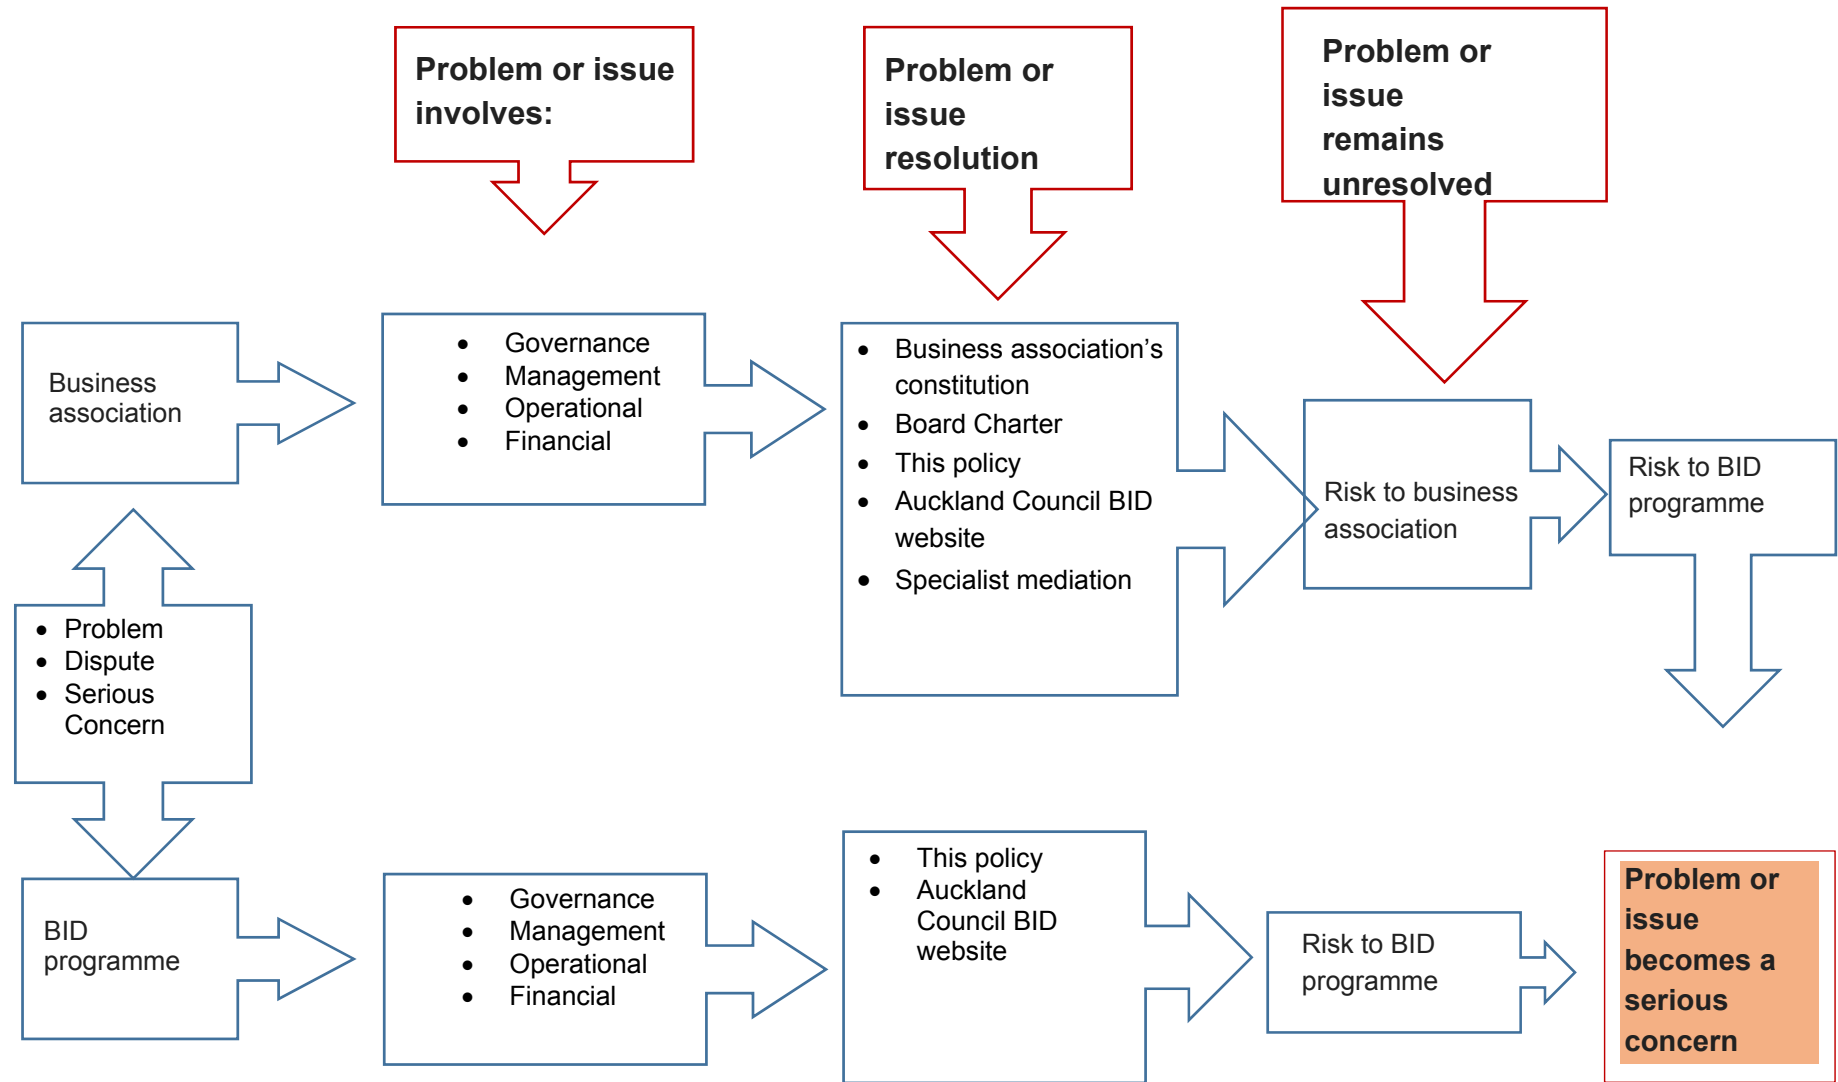 Problem or issue
involves:
Problem or
issue
resolution
Problem or
issue
remains
unresolved
Business
association
• Governance
• Management
• Operational
• Financial
• Business association’s
constitution
• Board Charter
• This policy
• Auckland Council BID
website
• Specialist mediation
Risk to business
association
Risk to BID
programme
• Problem
• Dispute
• Serious
Concern
BID
programme
• Governance
• Management
• Operational
• Financial
• This policy
• Auckland
Council BID
website
Risk to BID
programme
Problem or
issue
becomes a
serious
concern